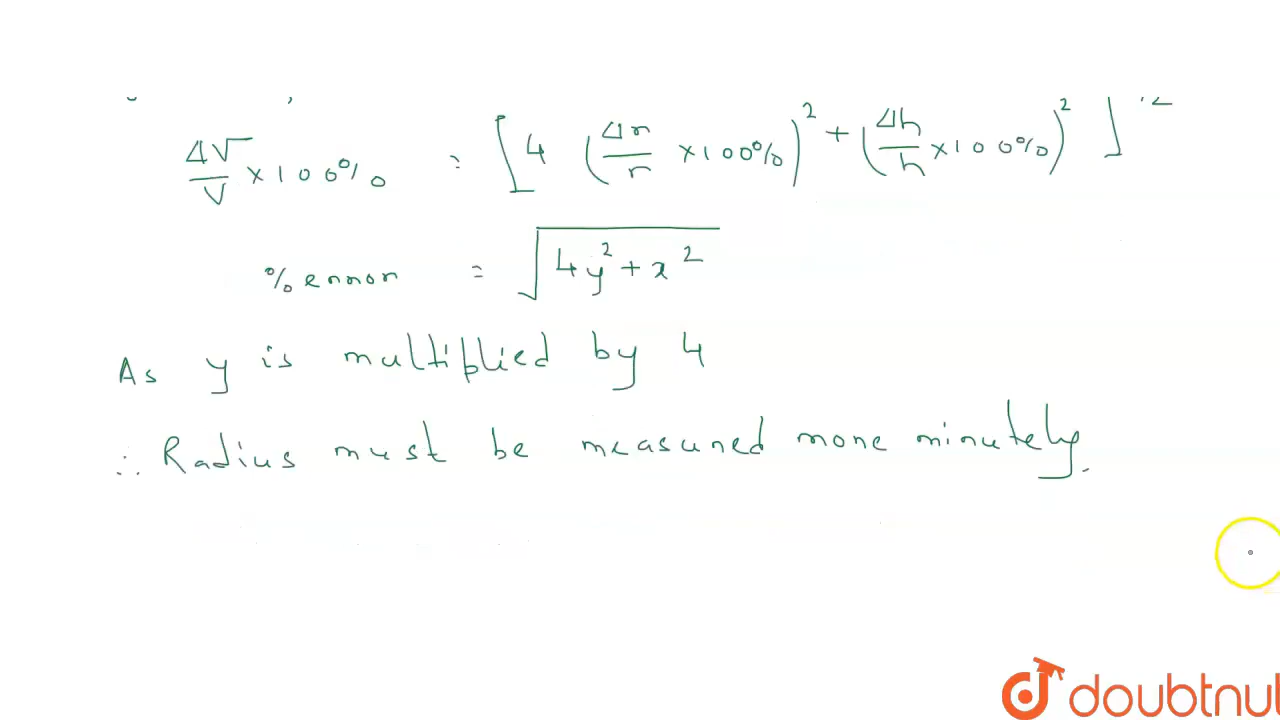 ΔV/V × 100% = [4 (Δr/r × 100%)² + (Δh/h × 100%)²]
% error = √(4y² + x²)
As y is multiplied by 4
∴ Radius must be measured more minutely.
doubtnut